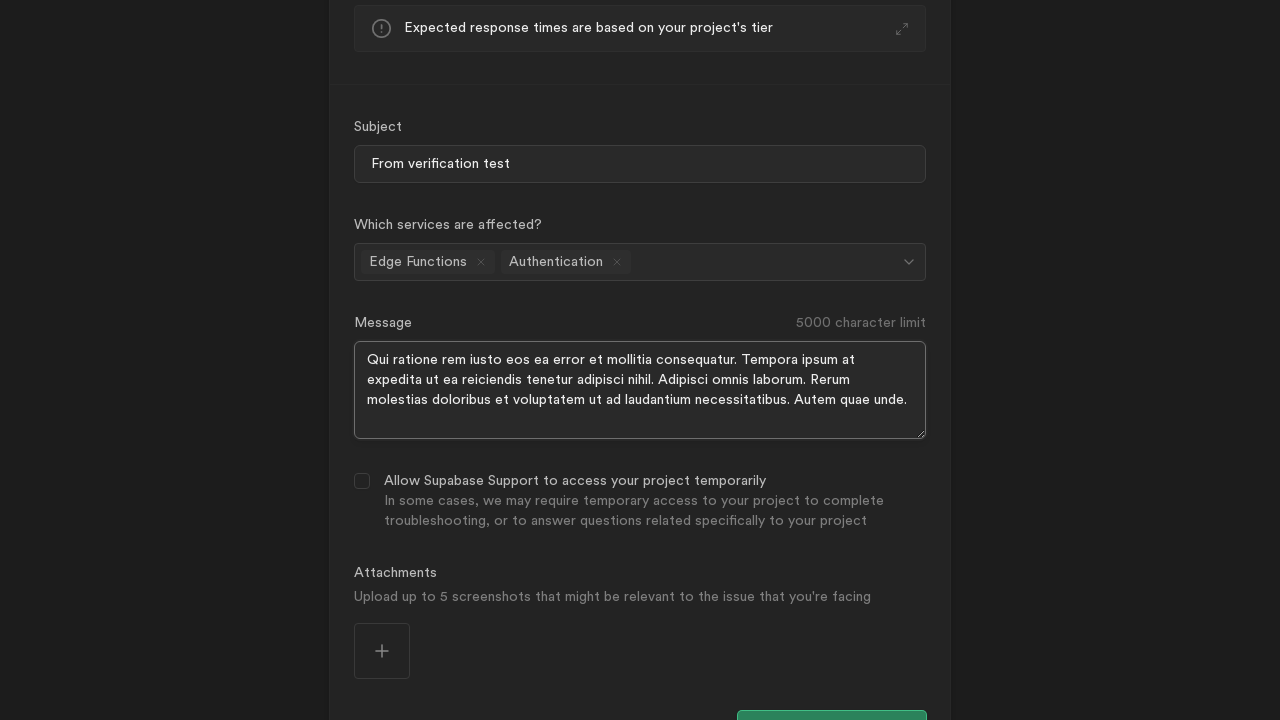 Expected response times are based on your project's tier
Subject
From verification test
Which services are affected?
Edge Functions
Authentication
Message
5000 character limit
Qui ratione rem iusto eos ea error et mollitia consequatur. Tempora ipsum at
expedita ut ea reiciendis tenetur adipisci nihil. Adipisci omnis laborum. Rerum
molestias doloribus et voluptatem ut ad laudantium necessitatibus. Autem quae unde.
Allow Supabase Support to access your project temporarily
In some cases, we may require temporary access to your project to complete
troubleshooting, or to answer questions related specifically to your project
Attachments
Upload up to 5 screenshots that might be relevant to the issue that you're facing